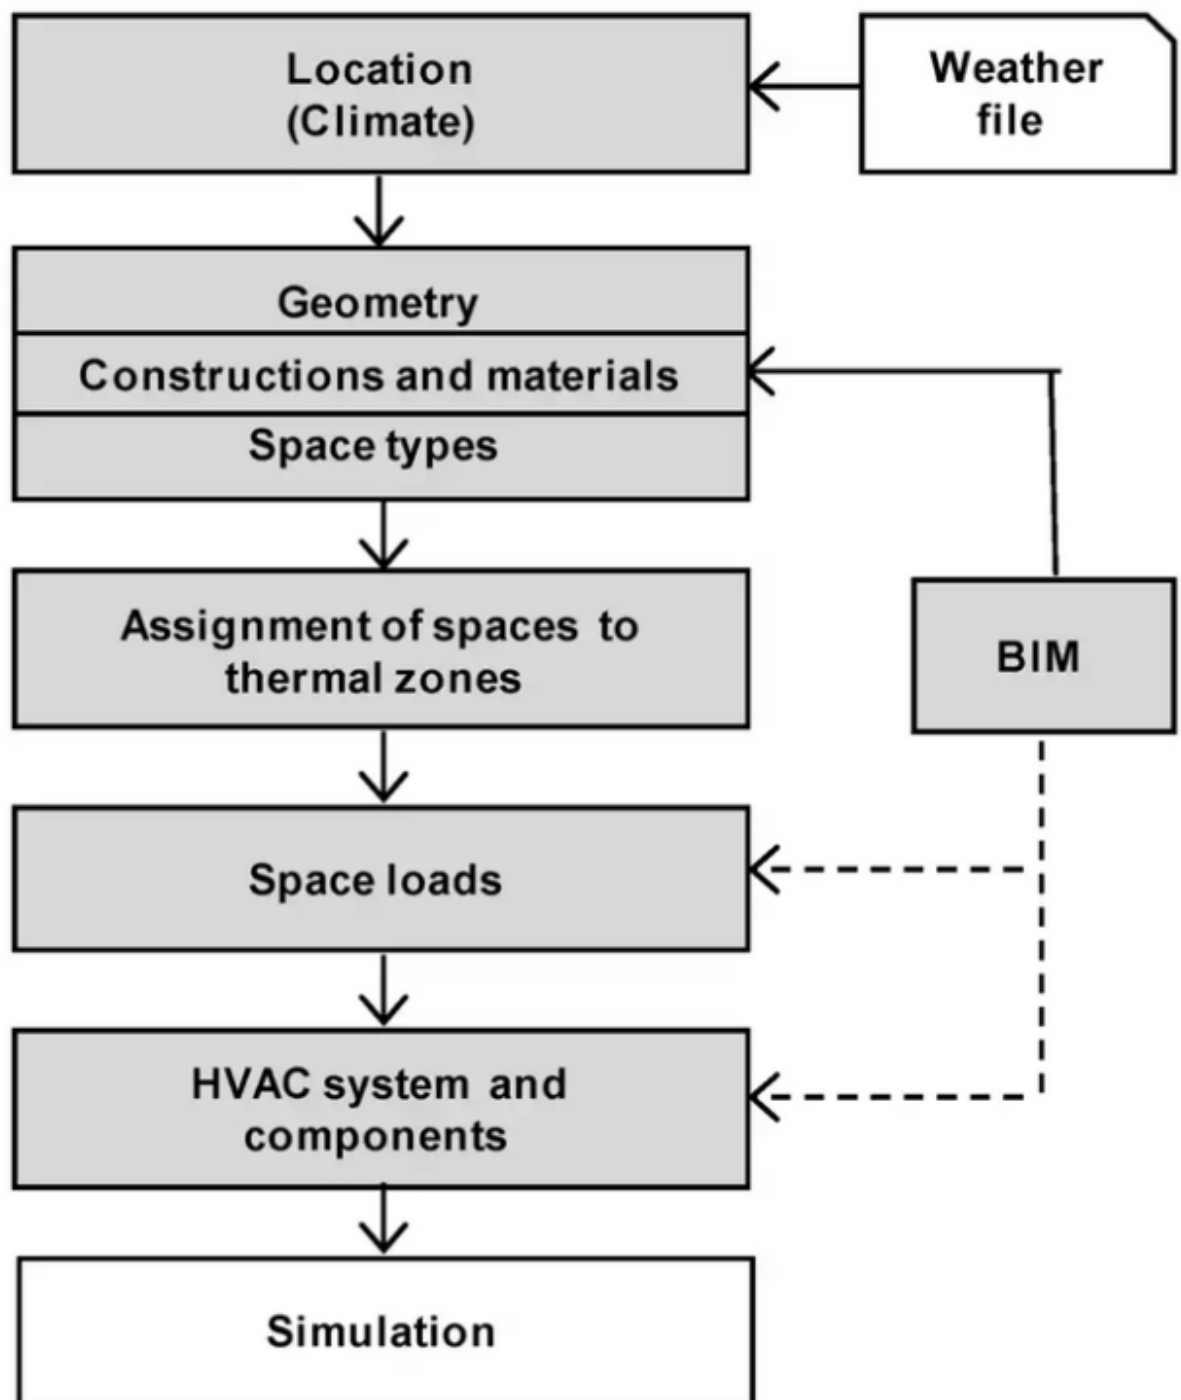 Location
(Climate)
Weather
file
Geometry
Constructions and materials
Space types
Assignment of spaces to
thermal zones
BIM
Space loads
HVAC system and
components
Simulation